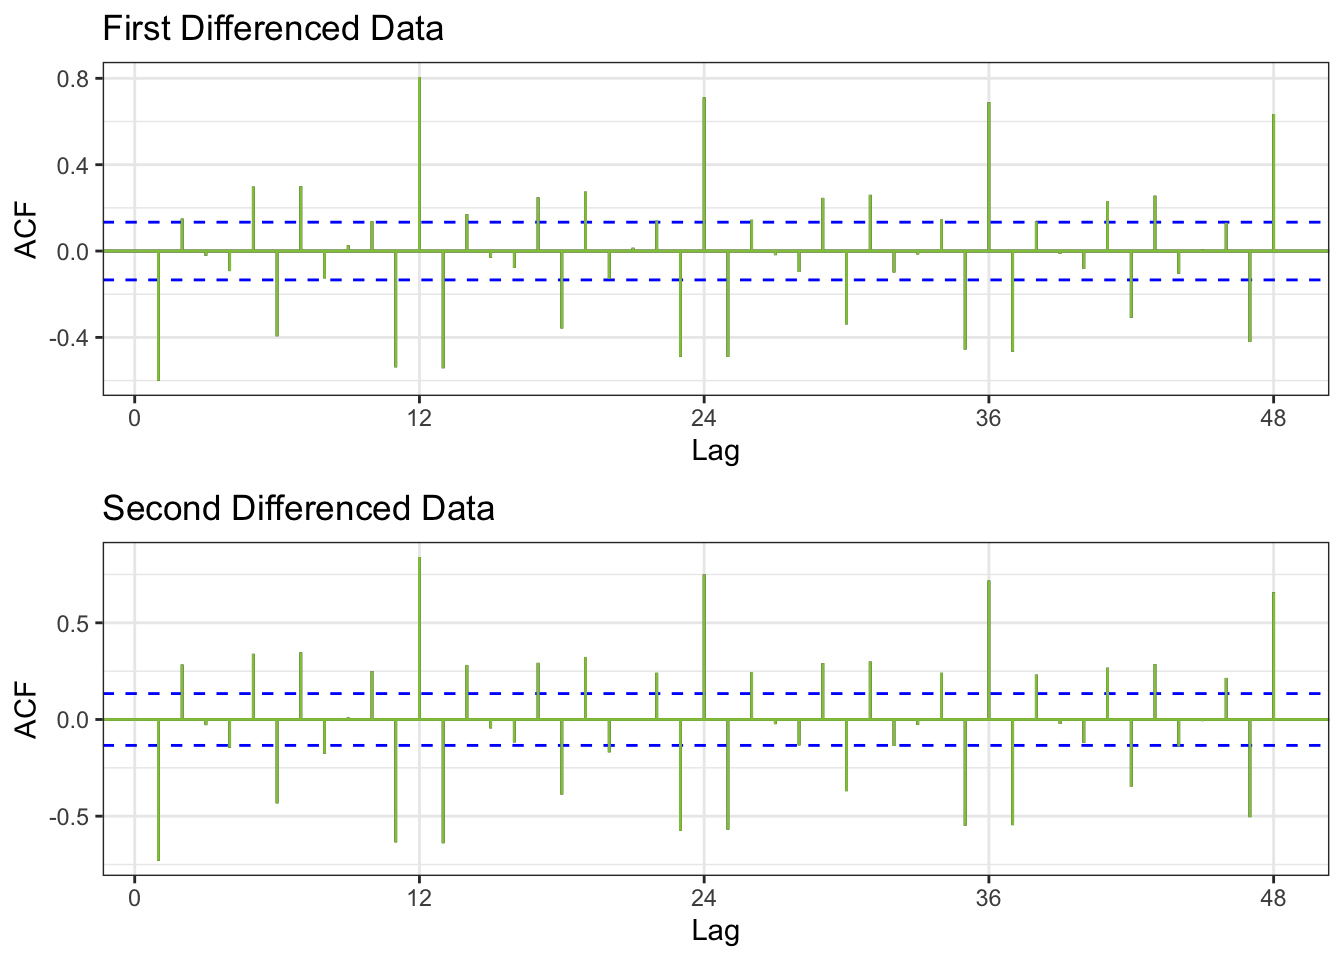 First Differenced Data
0.8
0.4
0.0
-0.4
ACF
0 12 24 36 48
Lag
Second Differenced Data
0.5
0.0
-0.5
ACF
0 12 24 36 48
Lag